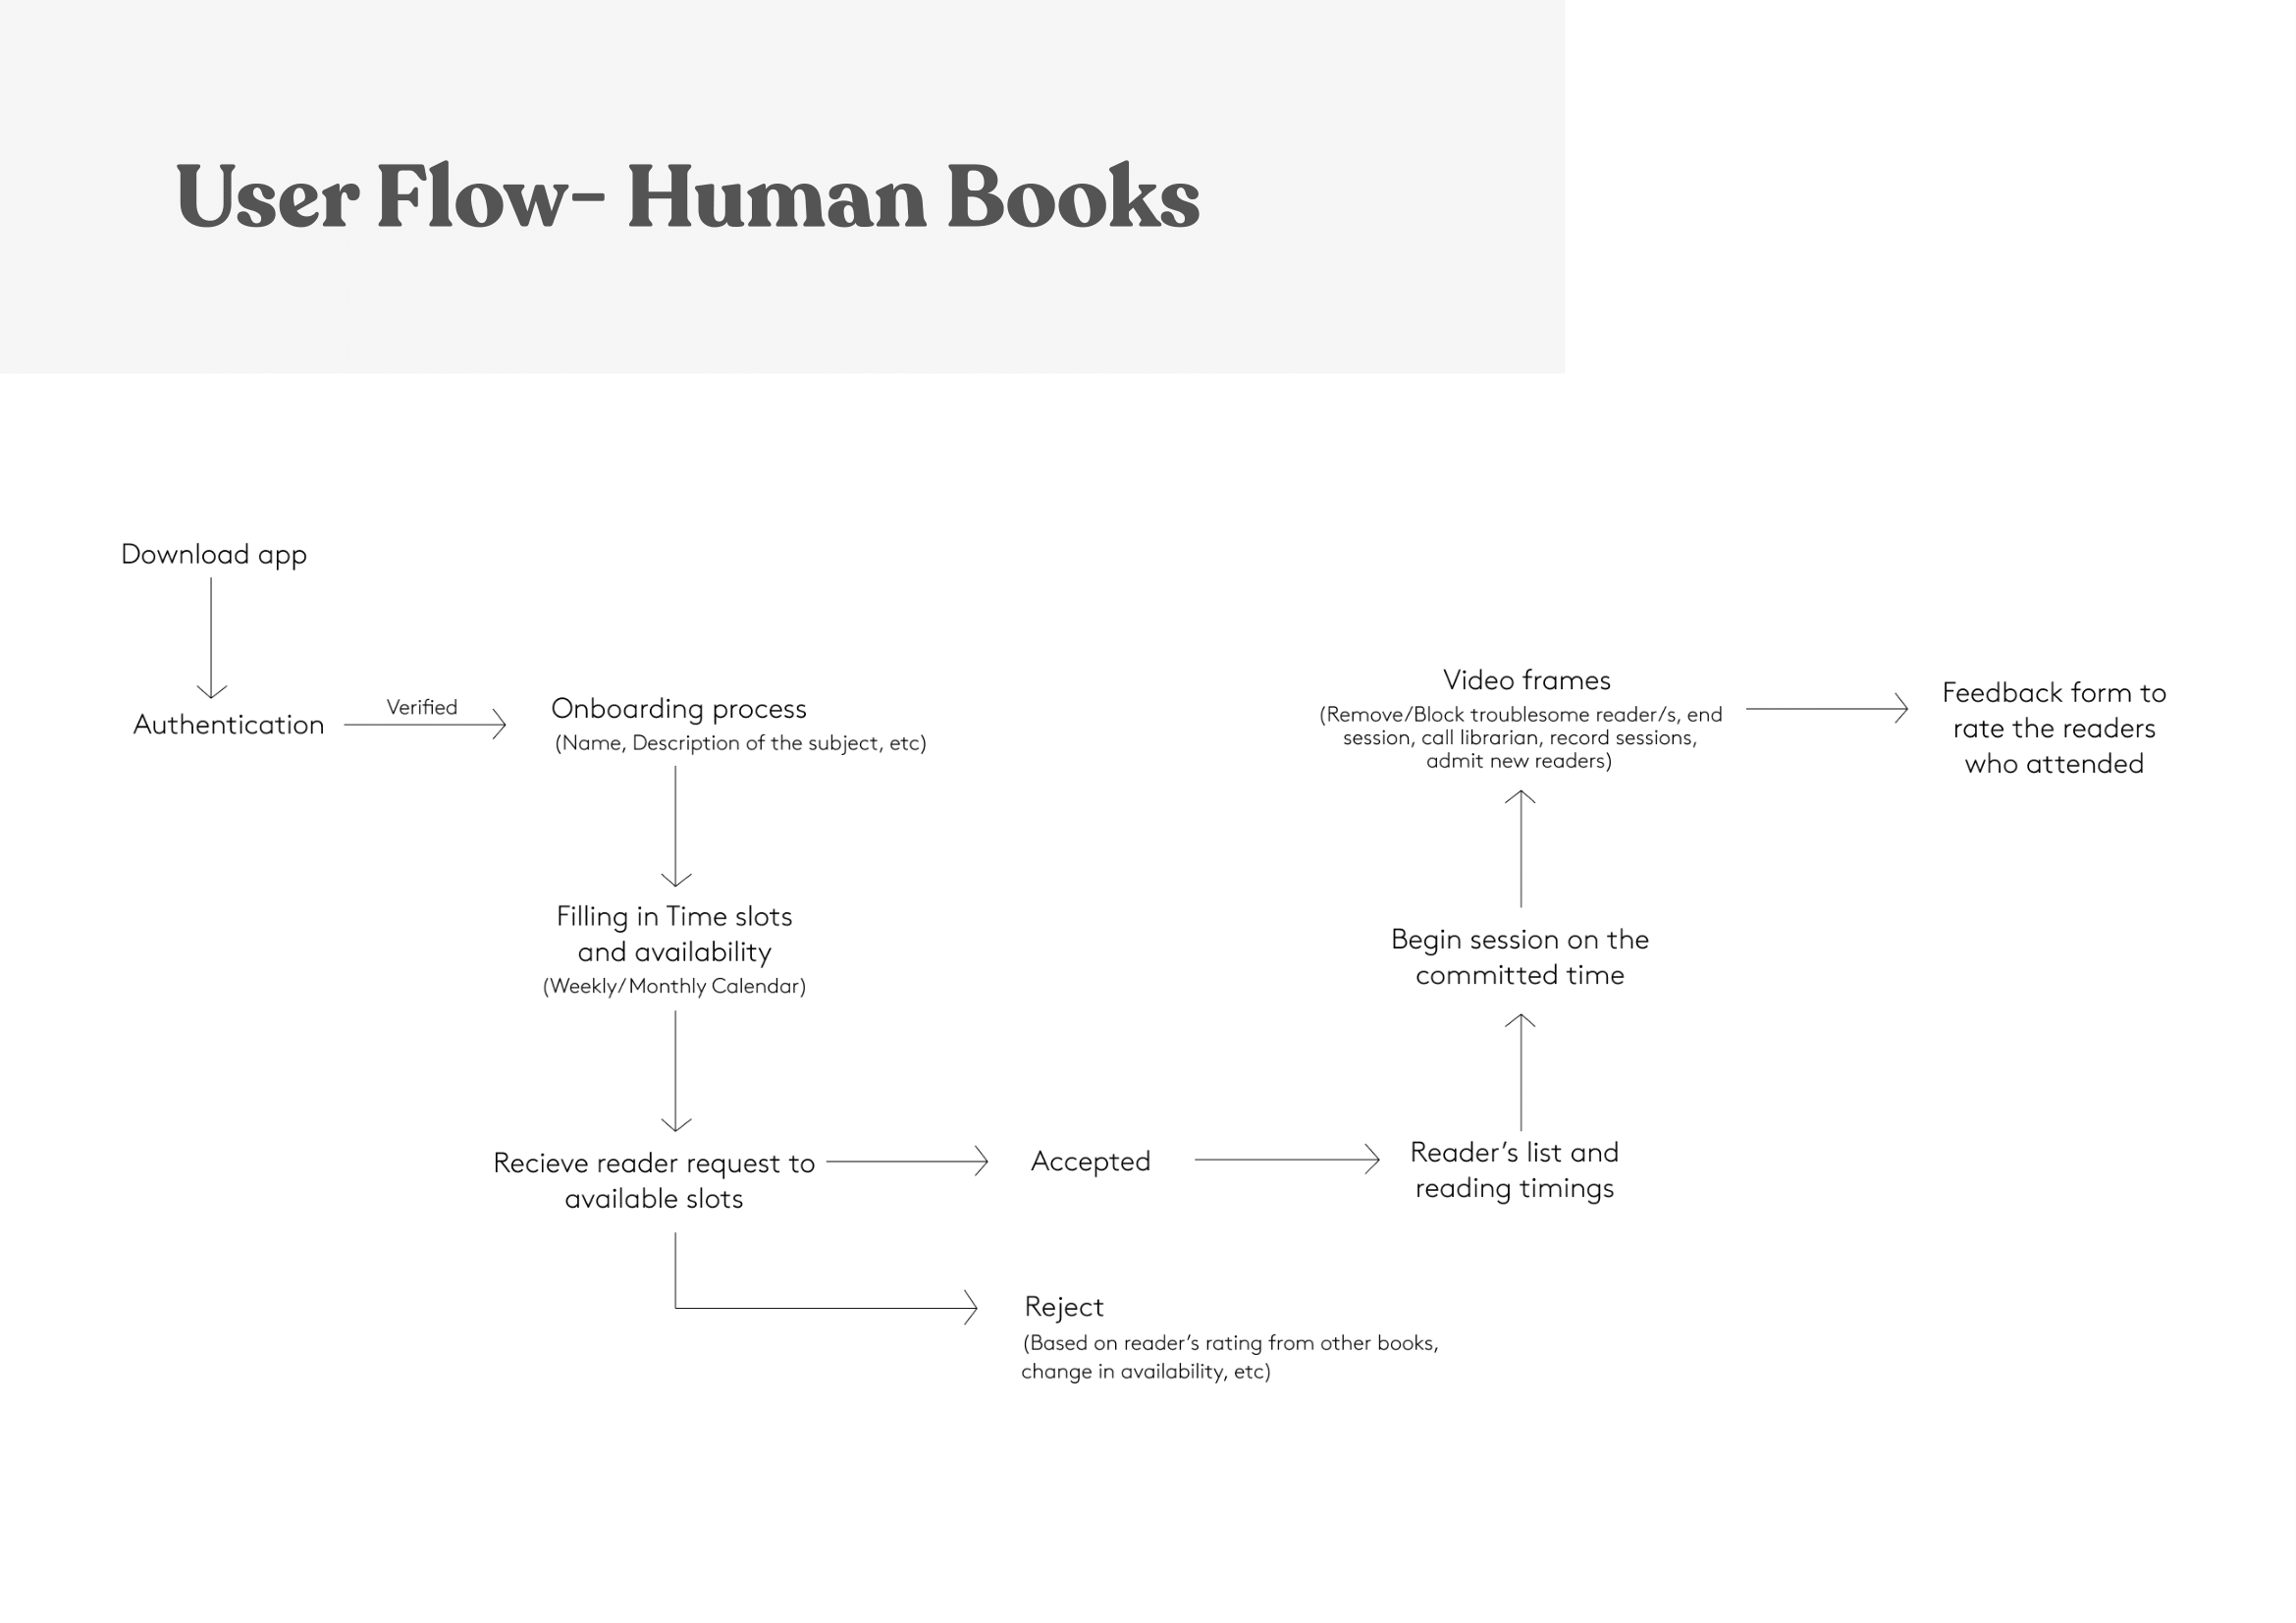 User Flow- Human Books
Download app
Authentication
Verified
Onboarding process
(Name, Description of the subject, etc)
Filling in Time slots
and availability
(Weekly/Monthly Calendar)
Recieve reader request to
available slots
Accepted
Reject
(Based on reader's rating from other books,
change in availability, etc)
Reader's list and
reading timings
Begin session on the
committed time
Video frames
(Remove/Block troublesome reader/s, end
session, call librarian, record sessions,
admit new readers)
Feedback form to
rate the readers
who attended